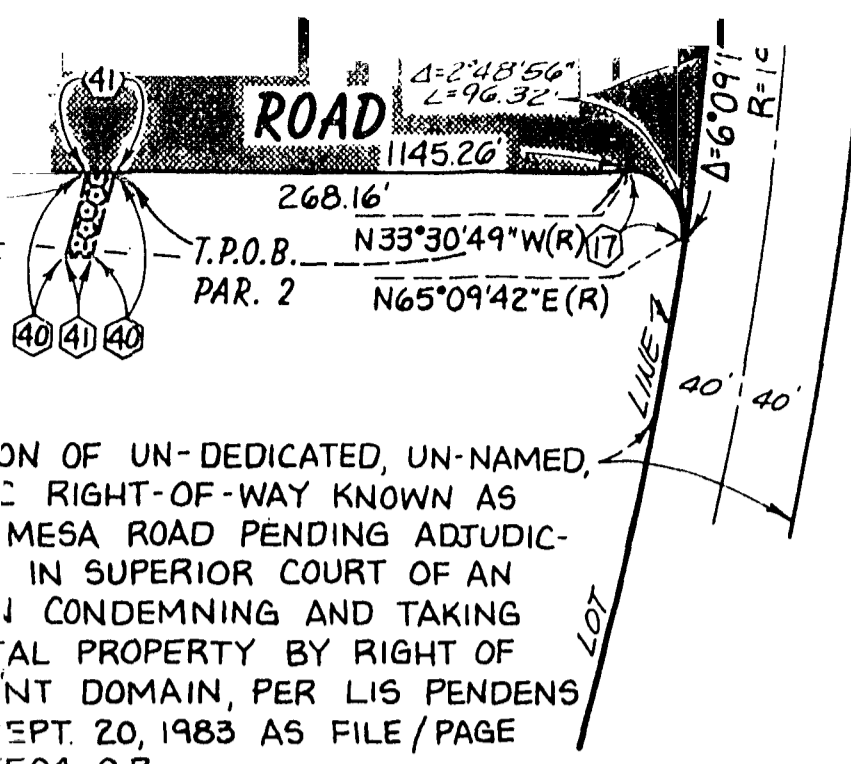 41
Δ=2°48'56"
L=96.32'
ROAD
1145.26'
268.16'
Δ=6°09'1
R=1
N33°30'49"W(R) 17
T.P.O.B.
PAR. 2
N65°09'42"E(R)
40 41 40
LINE 7
40' 40'
ON OF UN-DEDICATED, UN-NAMED,
C RIGHT-OF-WAY KNOWN AS
MESA ROAD PENDING ADJUDIC-
IN SUPERIOR COURT OF AN
N CONDEMNING AND TAKING
TAL PROPERTY BY RIGHT OF
NT DOMAIN, PER LIS PENDENS
EPT. 20, 1983 AS FILE/PAGE
LOT